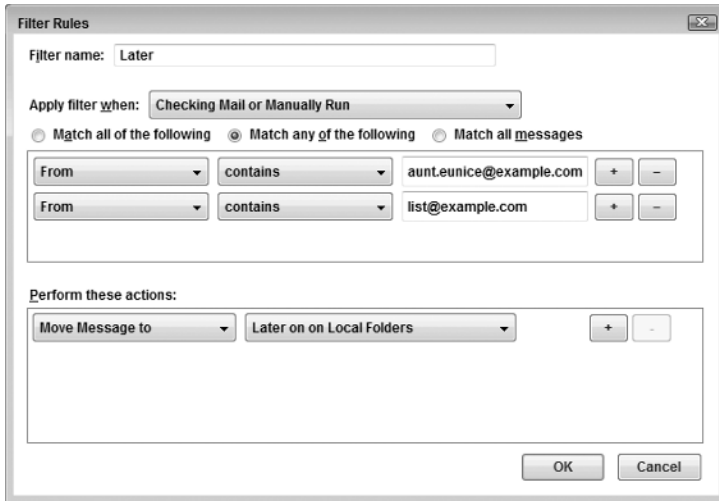 Filter Rules
Filter name: Later
Apply filter when: Checking Mail or Manually Run
Match all of the following Match any of the following Match all messages
From contains aunt.eunice@example.com + -
From contains list@example.com + -
Perform these actions:
Move Message to Later on on Local Folders + -
OK Cancel